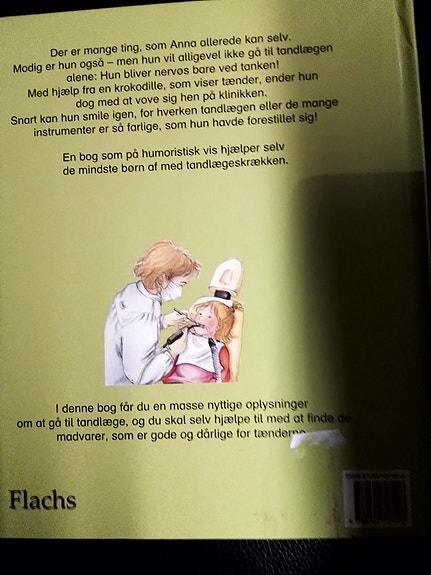 Der er mange ting, som Anna allerede kan selv.
Modig er hun også – men hun vil alligevel ikke gå til tandlægen
alene: Hun bliver nervøs bare ved tanken!
Med hjælp fra en krokodille, som viser tænder, ender hun
dog med at vove sig hen på klinikken.
Snart kan hun smile igen, for hverken tandlægen eller de mange
instrumenter er så farlige, som hun havde forestillet sig!
En bog som på humoristisk vis hjælper selv
de mindste børn af med tandlægeskrækken.
I denne bog får du en masse nyttige oplysninger
om at gå til tandlæge, og du skal selv hjælpe til med at finde de
madvarer, som er gode og dårlige for tænderne
Flachs